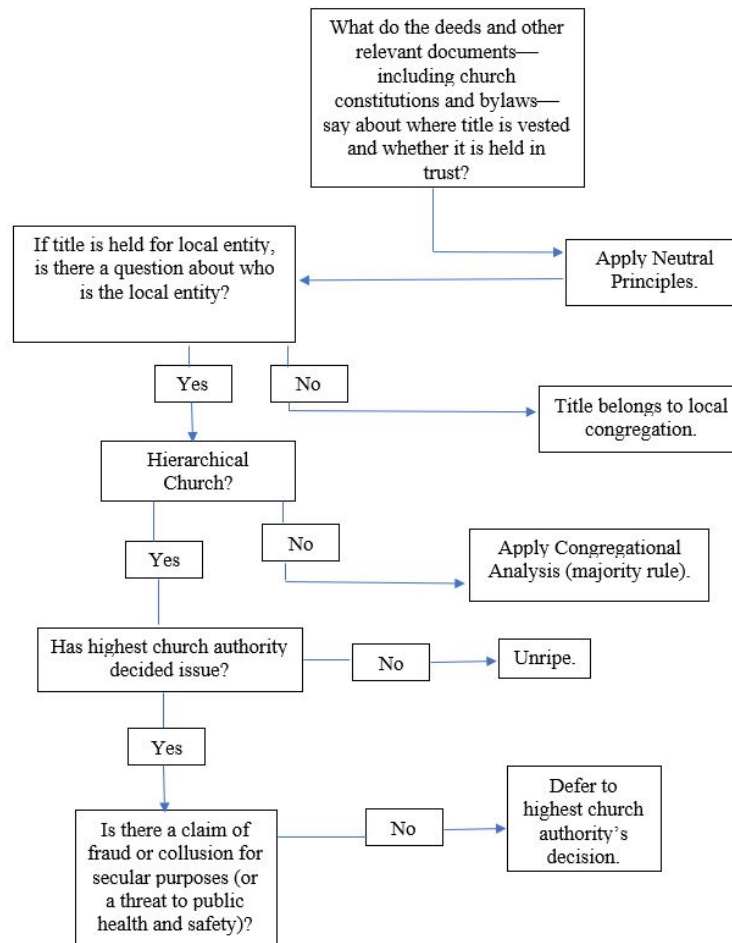 What do the deeds and other
relevant documents—
including church
constitutions and bylaws—
say about where title is vested
and whether it is held in
trust?
If title is held for local entity,
is there a question about who
is the local entity?
Apply Neutral
Principles.
Yes
No
Title belongs to local
congregation.
Hierarchical
Church?
Yes
No
Apply Congregational
Analysis (majority rule).
Has highest church authority
decided issue?
No
Unripe.
Yes
Is there a claim of
fraud or collusion for
secular purposes (or
a threat to public
health and safety)?
No
Defer to
highest church
authority’s
decision.